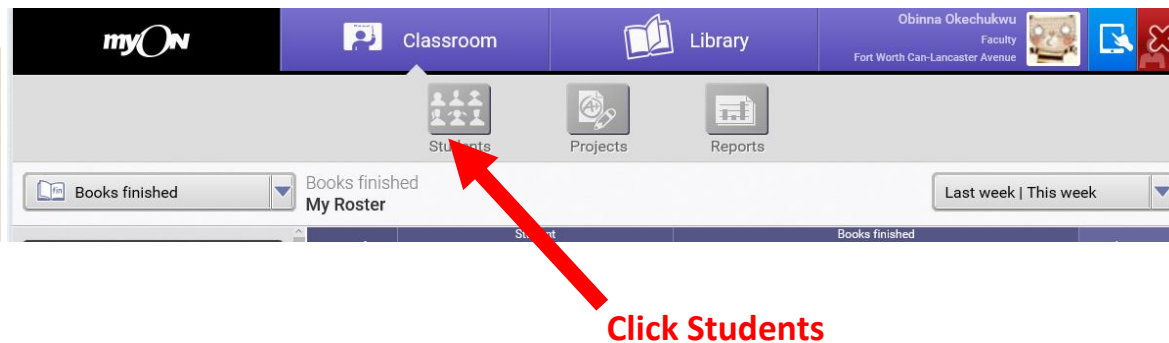 myON
Classroom
Library
Obinna Okechukwu
Faculty
Fort Worth Can-Lancaster Avenue
Students
Projects
Reports
fin
Books finished
Books finished
My Roster
Last week | This week
Student
Books finished
Click Students